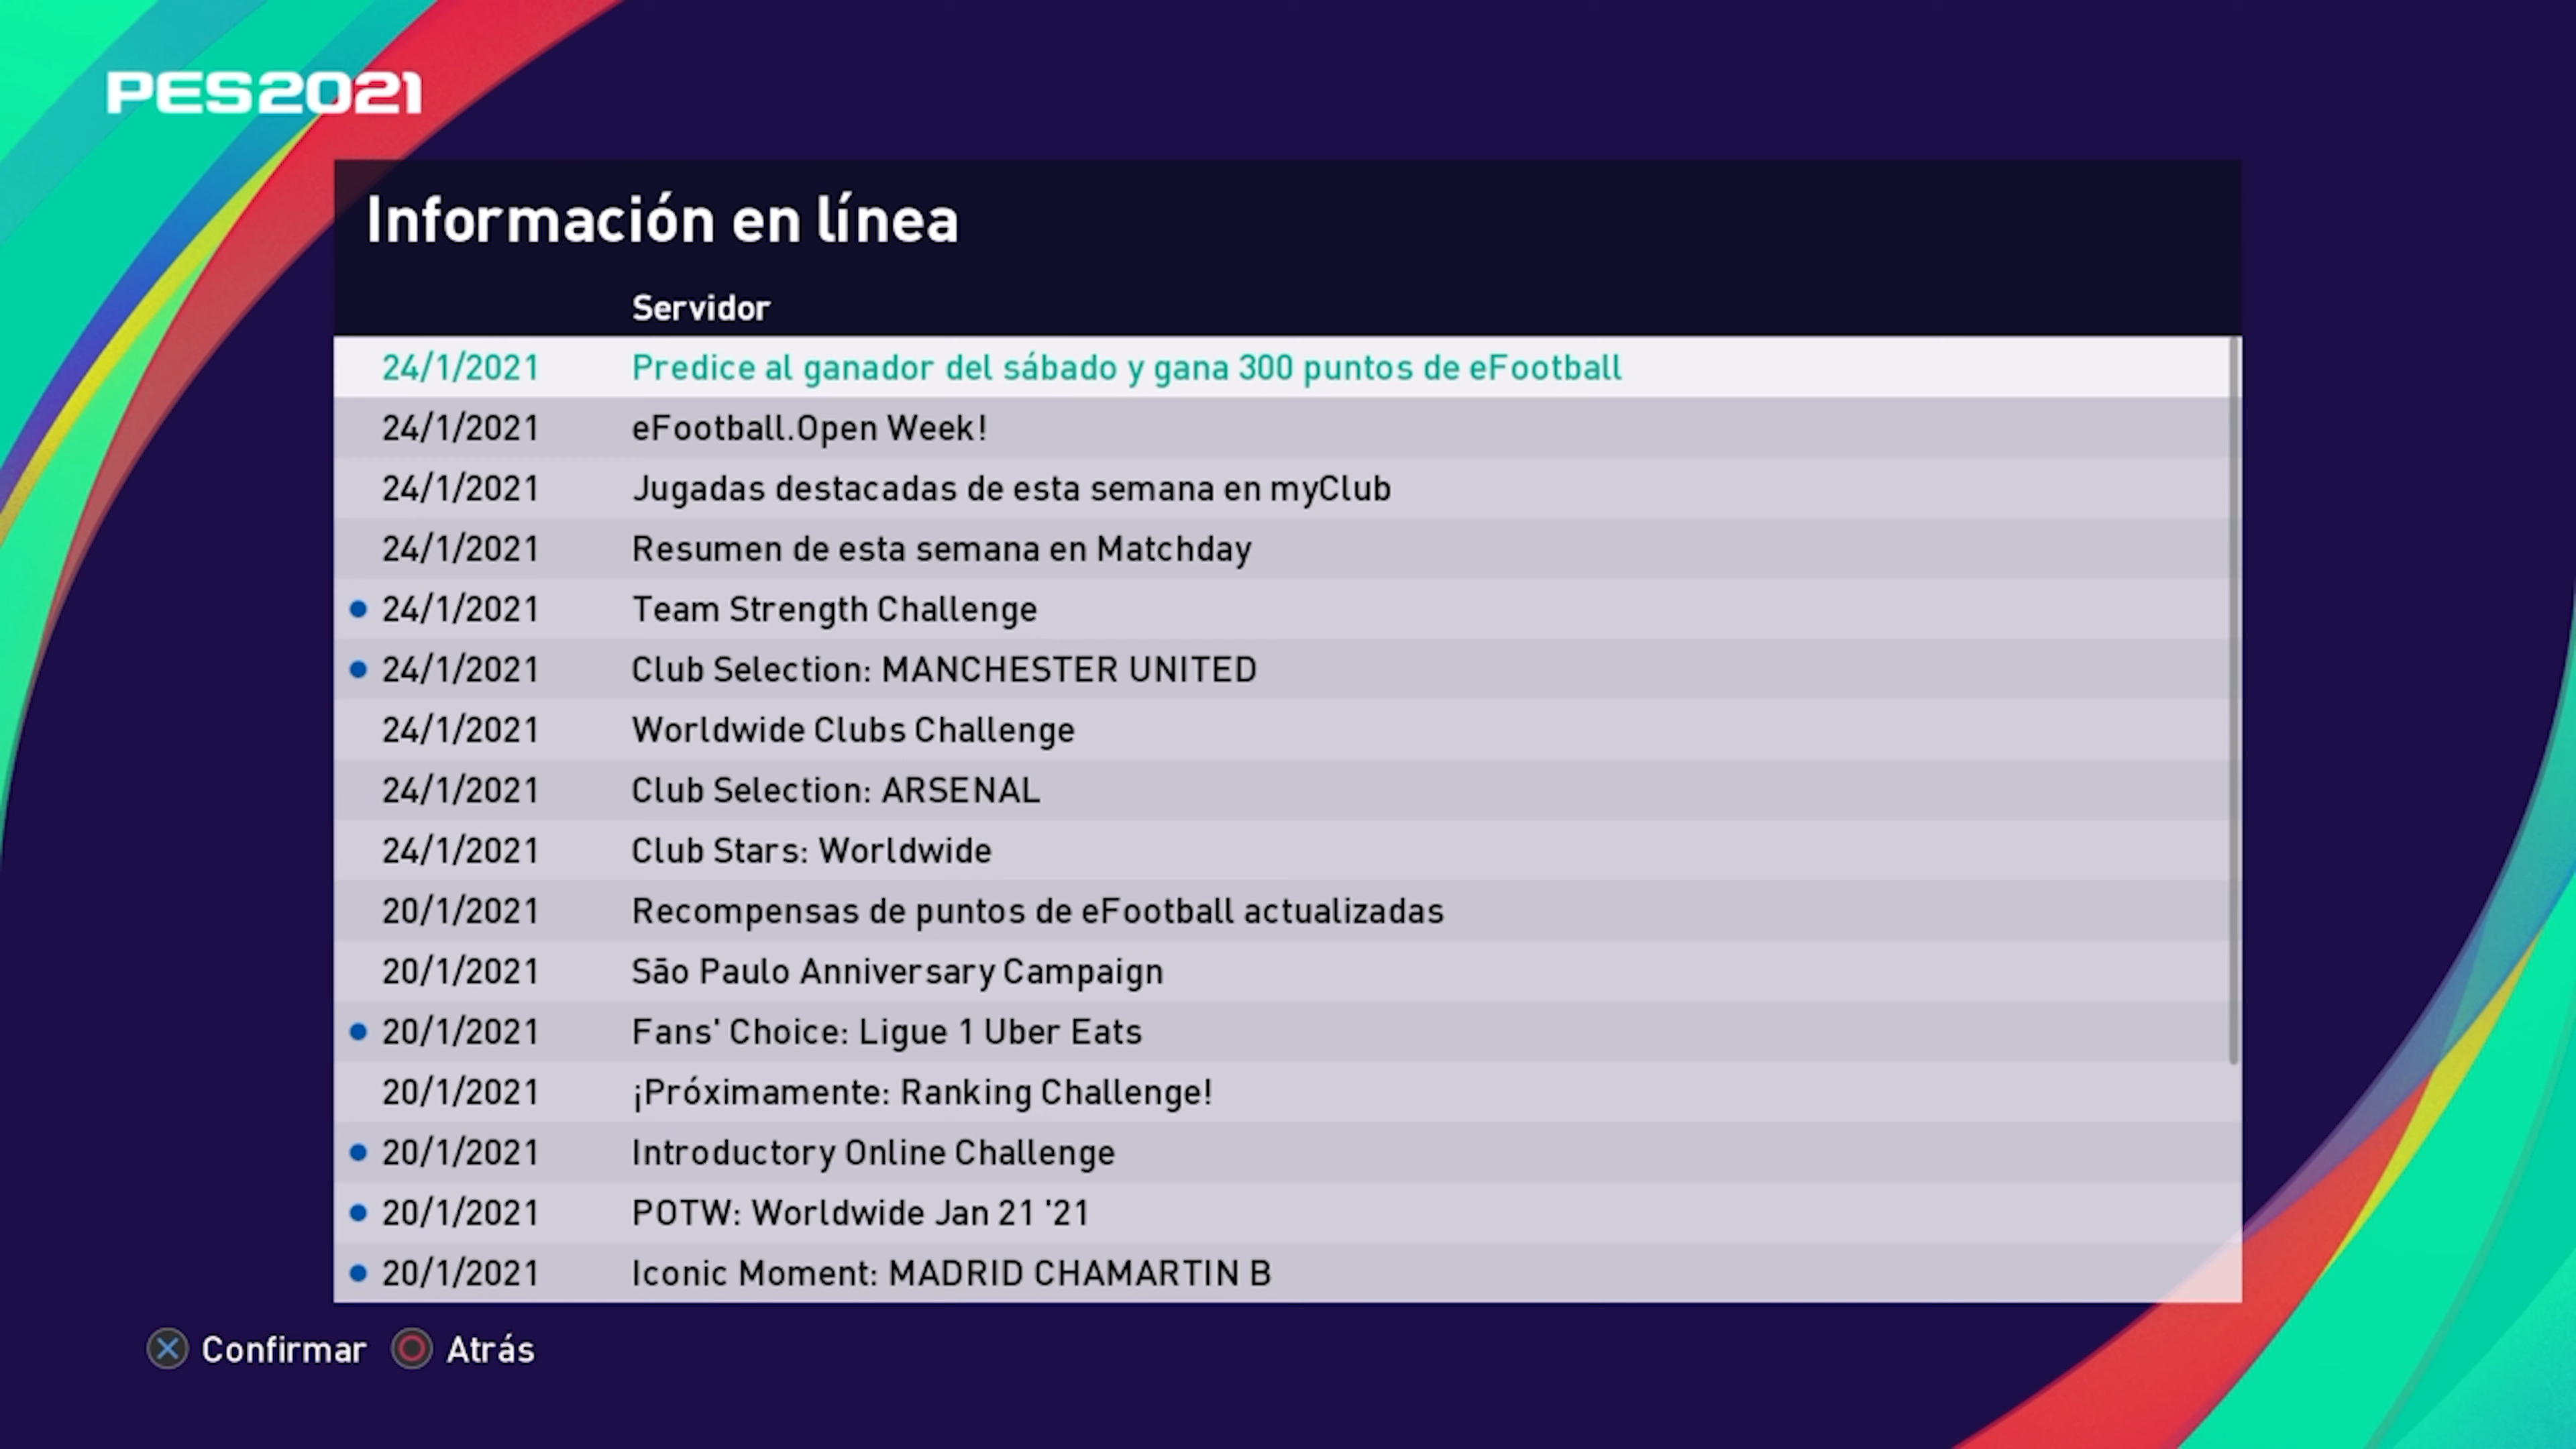 PES2021
Información en línea
Servidor
24/1/2021 Predice al ganador del sábado y gana 300 puntos de eFootball
24/1/2021 eFootball.Open Week!
24/1/2021 Jugadas destacadas de esta semana en myClub
24/1/2021 Resumen de esta semana en Matchday
24/1/2021 Team Strength Challenge
24/1/2021 Club Selection: MANCHESTER UNITED
24/1/2021 Worldwide Clubs Challenge
24/1/2021 Club Selection: ARSENAL
24/1/2021 Club Stars: Worldwide
20/1/2021 Recompensas de puntos de eFootball actualizadas
20/1/2021 São Paulo Anniversary Campaign
20/1/2021 Fans' Choice: Ligue 1 Uber Eats
20/1/2021 ¡Próximamente: Ranking Challenge!
20/1/2021 Introductory Online Challenge
20/1/2021 POTW: Worldwide Jan 21 '21
20/1/2021 Iconic Moment: MADRID CHAMARTIN B
Confirmar Atrás